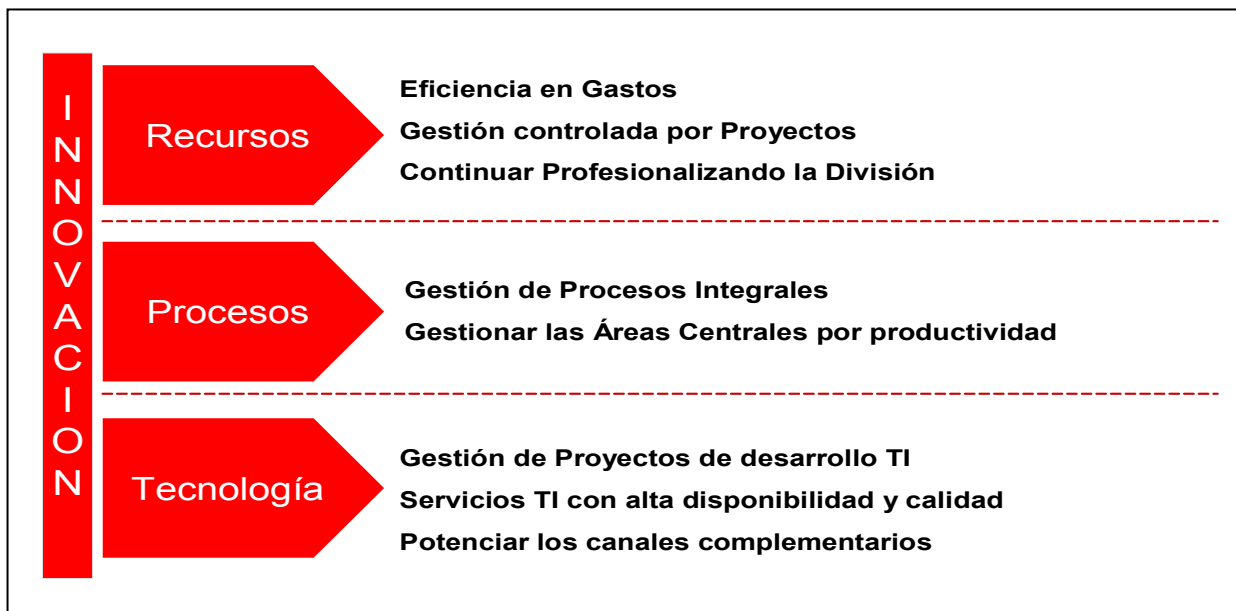 INNOVACION
Recursos
Eficiencia en Gastos
Gestión controlada por Proyectos
Continuar Profesionalizando la División
Procesos
Gestión de Procesos Integrales
Gestionar las Áreas Centrales por productividad
Tecnología
Gestión de Proyectos de desarrollo TI
Servicios TI con alta disponibilidad y calidad
Potenciar los canales complementarios